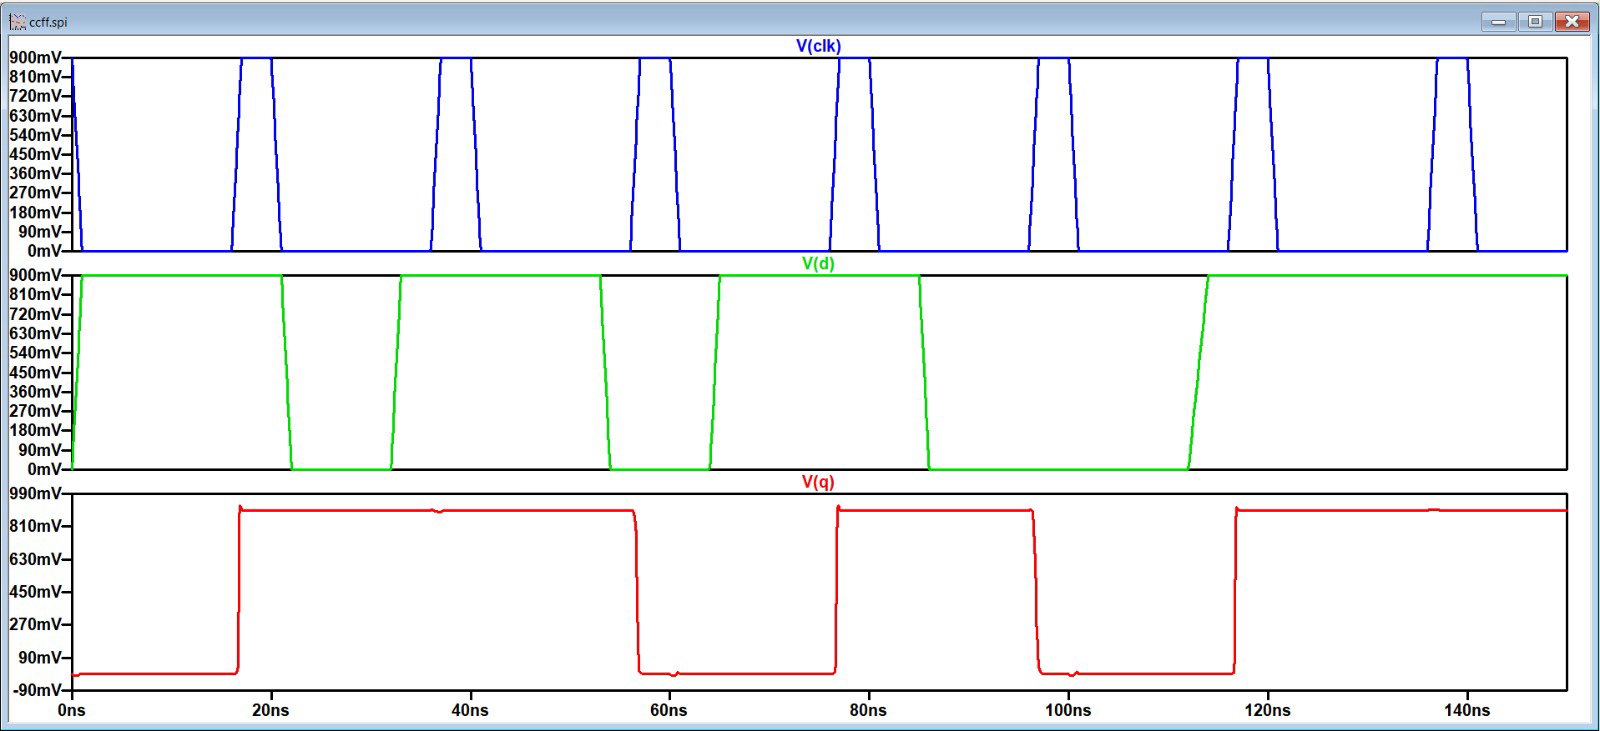 ccff.spi
V(clk)
900mV
810mV
720mV
630mV
540mV
450mV
360mV
270mV
180mV
90mV
0mV
V(d)
900mV
810mV
720mV
630mV
540mV
450mV
360mV
270mV
180mV
90mV
0mV
V(q)
990mV
810mV
630mV
450mV
270mV
90mV
-90mV
0ns 20ns 40ns 60ns 80ns 100ns 120ns 140ns